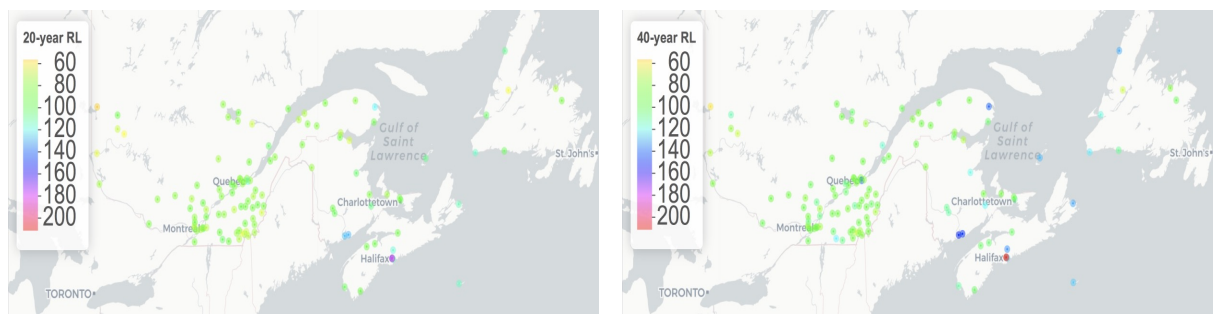 20-year RL
60
80
100
120
140
160
180
200
Gulf of
Saint
Lawrence
St. John's
Quebec
Charlottetown
Montreal
Halifax
TORONTO
40-year RL
60
80
100
120
140
160
180
200
Gulf of
Saint
Lawrence
St. John's
Quebec
Charlottetown
Montreal
Halifax
TORONTO